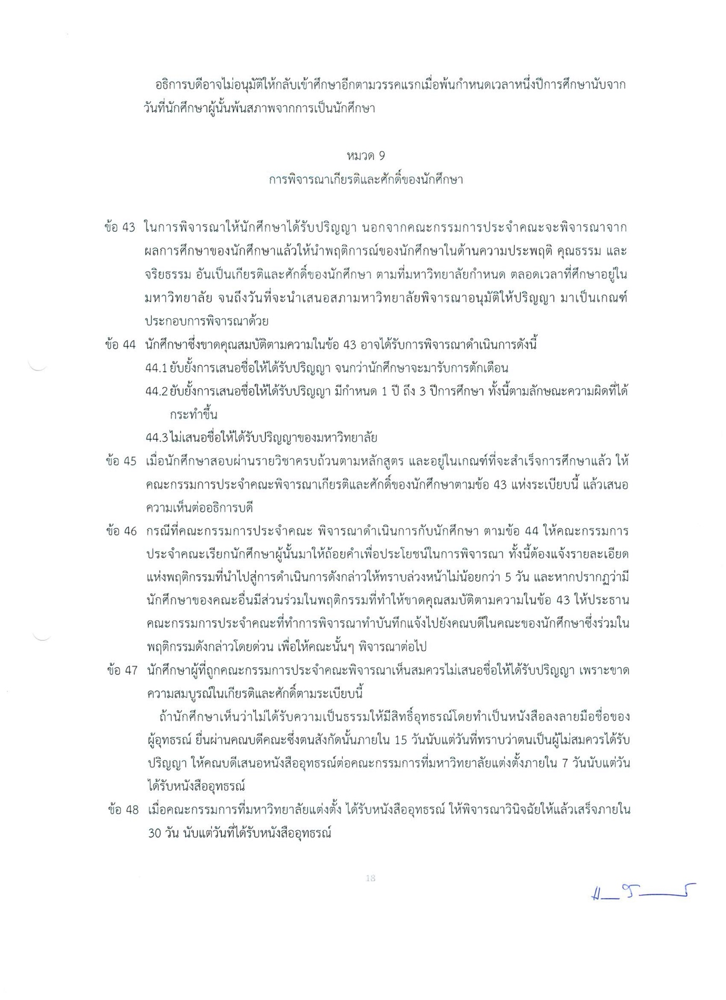 อธิการบดีอาจไม่อนุมัติให้กลับเข้าศึกษาอีกตามวรรคแรกเมื่อพ้นกำหนดเวลาหนึ่งปีการศึกษานับจาก
วันที่นักศึกษาผู้นั้นพ้นสภาพจากการเป็นนักศึกษา
หมวด 9
การพิจารณาเกียรติและศักดิ์ของนักศึกษา
ข้อ 43 ในการพิจารณาให้นักศึกษาได้รับปริญญา นอกจากคณะกรรมการประจำคณะจะพิจารณาจาก
ผลการศึกษาของนักศึกษาแล้วให้นำพฤติการณ์ของนักศึกษาในด้านความประพฤติ คุณธรรม และ
จริยธรรม อันเป็นเกียรติและศักดิ์ของนักศึกษา ตามที่มหาวิทยาลัยกำหนด ตลอดเวลาที่ศึกษาอยู่ใน
มหาวิทยาลัย จนถึงวันที่จะนำเสนอสภามหาวิทยาลัยพิจารณาอนุมัติให้ปริญญา มาเป็นเกณฑ์
ประกอบการพิจารณาด้วย
ข้อ 44 นักศึกษาซึ่งขาดคุณสมบัติตามความในข้อ 43 อาจได้รับการพิจารณาดำเนินการดังนี้
44.1 ยับยั้งการเสนอชื่อให้ได้รับปริญญา จนกว่านักศึกษาจะมารับการตักเตือน
44.2 ยับยั้งการเสนอชื่อให้ได้รับปริญญา มีกำหนด 1 ปี ถึง 3 ปีการศึกษา ทั้งนี้ตามลักษณะความผิดที่ได้
กระทำขึ้น
44.3 ไม่เสนอชื่อให้ได้รับปริญญาของมหาวิทยาลัย
ข้อ 45 เมื่อนักศึกษาสอบผ่านรายวิชาครบถ้วนตามหลักสูตร และอยู่ในเกณฑ์ที่จะสำเร็จการศึกษาแล้ว ให้
คณะกรรมการประจำคณะพิจารณาเกียรติและศักดิ์ของนักศึกษาตามข้อ 43 แห่งระเบียบนี้ แล้วเสนอ
ความเห็นต่ออธิการบดี
ข้อ 46 กรณีที่คณะกรรมการประจำคณะ พิจารณาดำเนินการกับนักศึกษา ตามข้อ 44 ให้คณะกรรมการ
ประจำคณะเรียกนักศึกษาผู้นั้นมาให้ถ้อยคำเพื่อประโยชน์ในการพิจารณา ทั้งนี้ต้องแจ้งรายละเอียด
แห่งพฤติกรรมที่นำไปสู่การดำเนินการดังกล่าวให้ทราบล่วงหน้าไม่น้อยกว่า 5 วัน และหากปรากฏว่ามี
นักศึกษาของคณะอื่นมีส่วนร่วมในพฤติกรรมที่ทำให้ขาดคุณสมบัติตามความในข้อ 43 ให้ประธาน
คณะกรรมการประจำคณะที่ทำการพิจารณาทำบันทึกแจ้งไปยังคณบดีในคณะของนักศึกษาซึ่งร่วมใน
พฤติกรรมดังกล่าวโดยด่วน เพื่อให้คณะนั้นๆ พิจารณาต่อไป
ข้อ 47 นักศึกษาผู้ที่ถูกคณะกรรมการประจำคณะพิจารณาเห็นสมควรไม่เสนอชื่อให้ได้รับปริญญา เพราะขาด
ความสมบูรณ์ในเกียรติและศักดิ์ตามระเบียบนี้
ถ้านักศึกษาเห็นว่าไม่ได้รับความเป็นธรรมให้มีสิทธิ์อุทธรณ์โดยทำเป็นหนังสือลงลายมือชื่อของ
ผู้อุทธรณ์ ยื่นผ่านคณบดีคณะซึ่งตนสังกัดนั้นภายใน 15 วันนับแต่วันที่ทราบว่าตนเป็นผู้ไม่สมควรได้รับ
ปริญญา ให้คณบดีเสนอหนังสืออุทธรณ์ต่อคณะกรรมการที่มหาวิทยาลัยแต่งตั้งภายใน 7 วันนับแต่วัน
ได้รับหนังสืออุทธรณ์
ข้อ 48 เมื่อคณะกรรมการที่มหาวิทยาลัยแต่งตั้ง ได้รับหนังสืออุทธรณ์ ให้พิจารณาวินิจฉัยให้แล้วเสร็จภายใน
30 วัน นับแต่วันที่ได้รับหนังสืออุทธรณ์
18